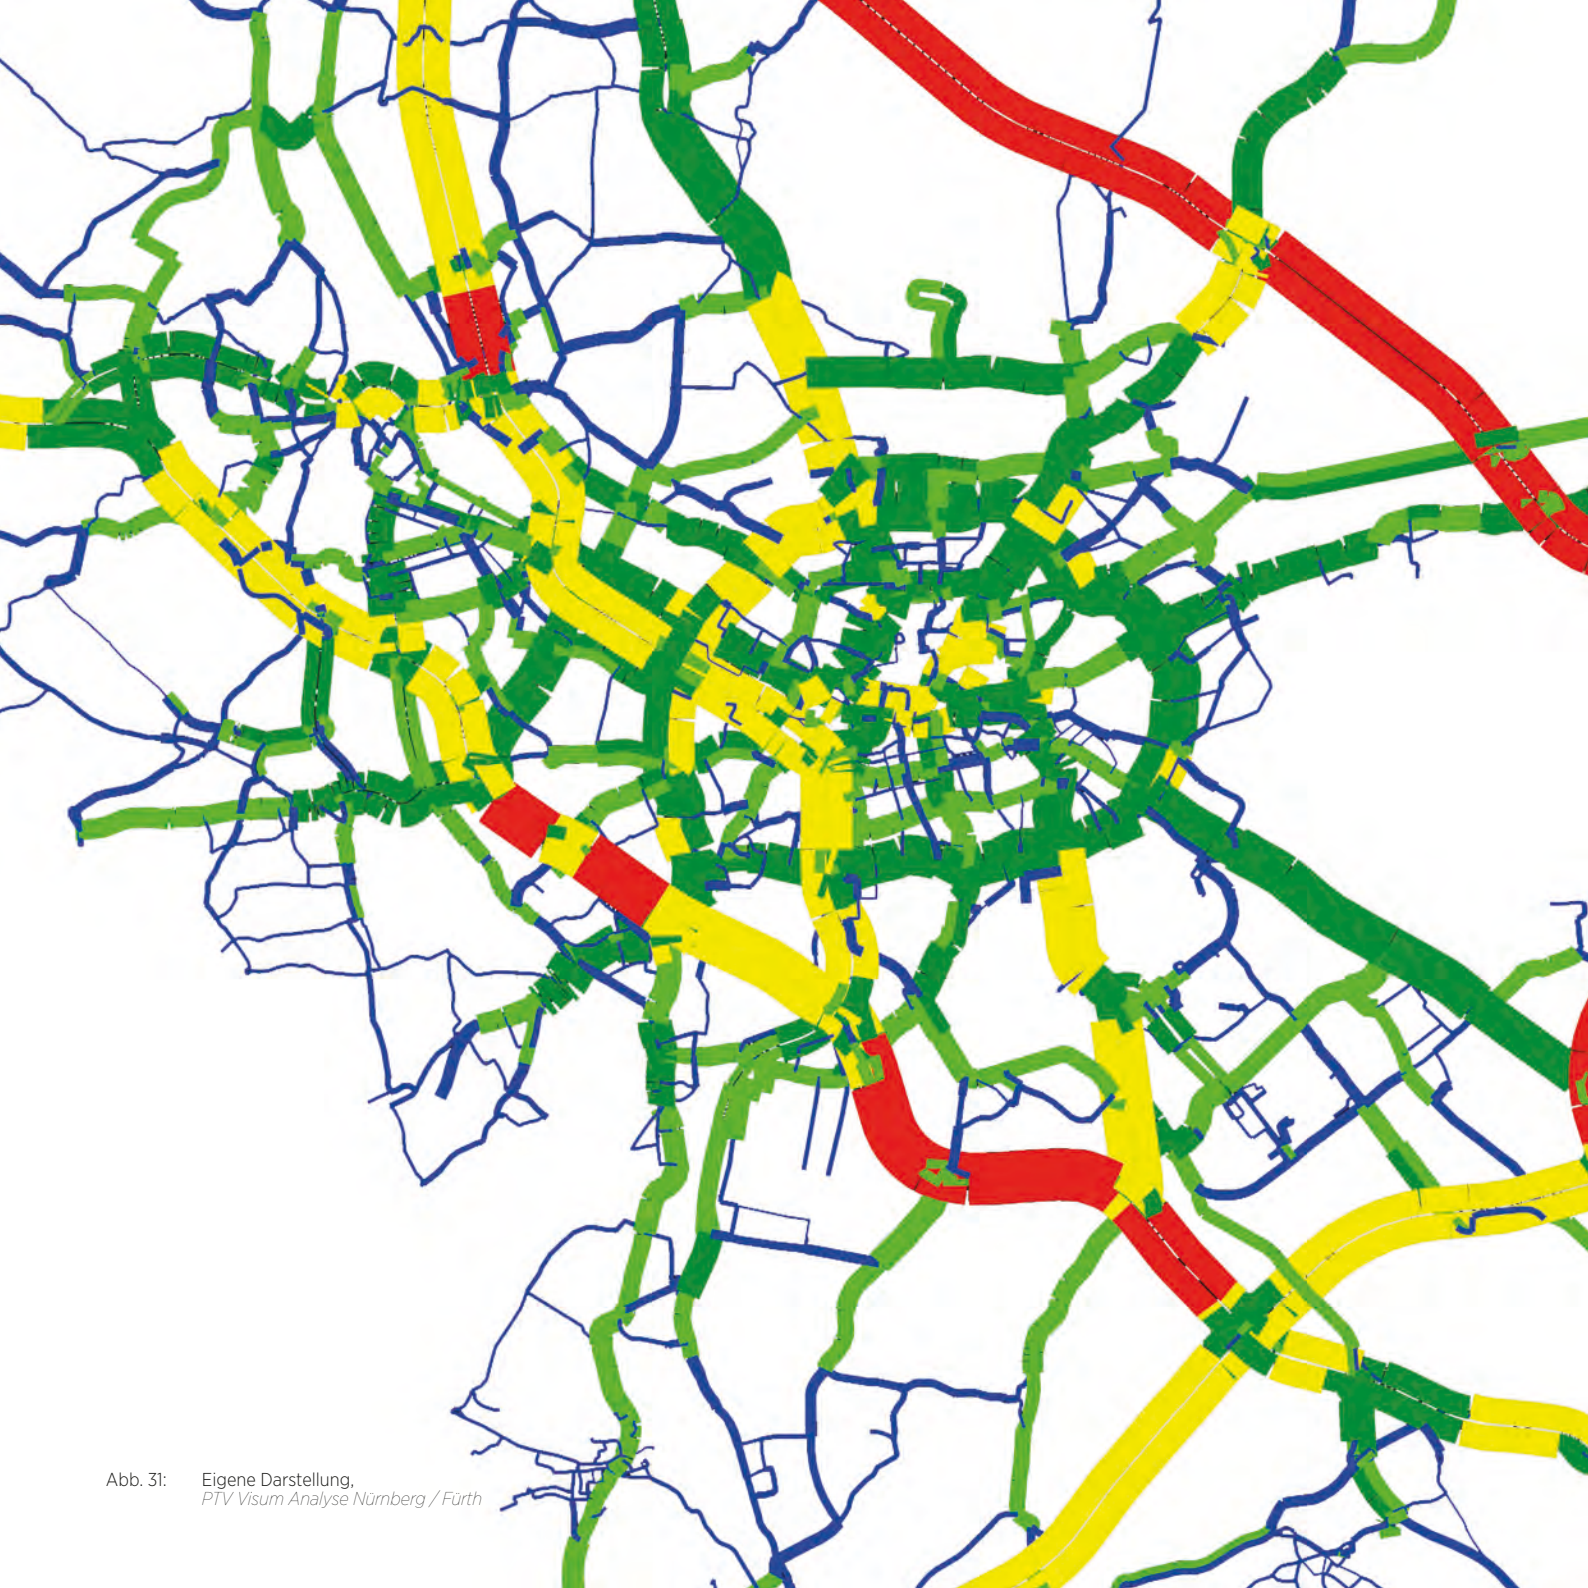 Abb. 31: Eigene Darstellung,
PTV Visum Analyse Nürnberg / Fürth